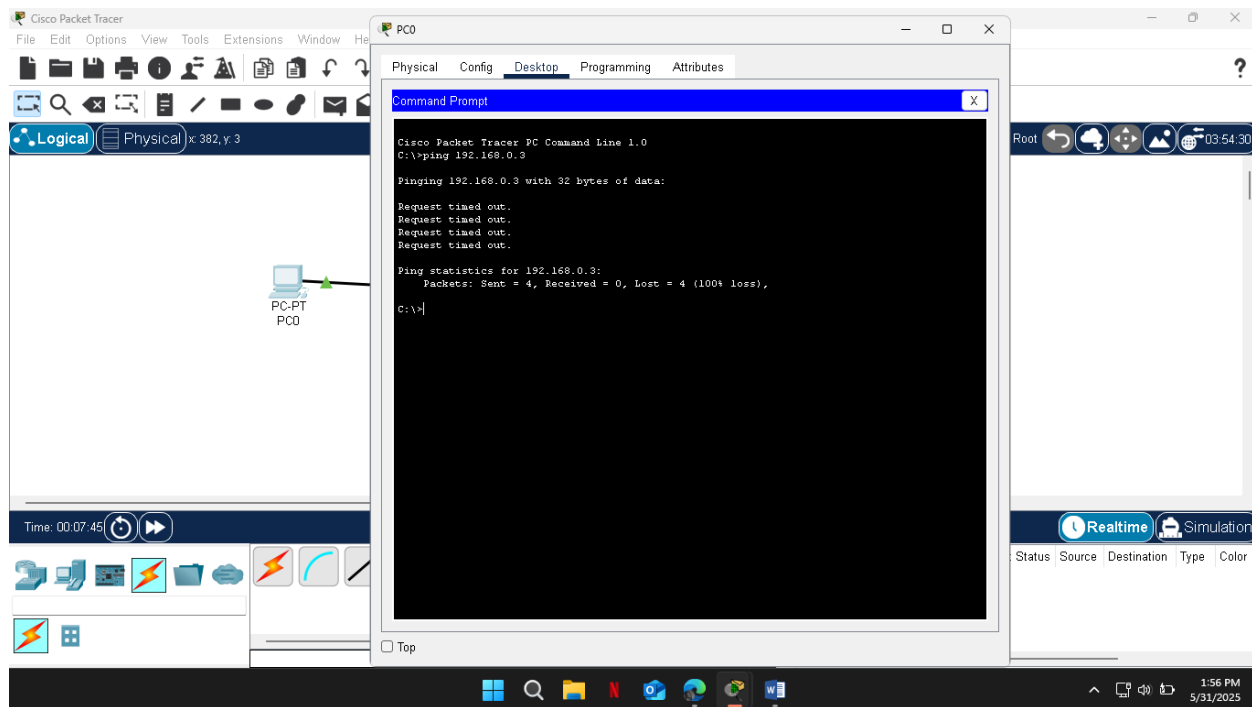 Cisco Packet Tracer
File Edit Options View Tools Extensions Window He
PC0
Physical Config Desktop Programming Attributes
Command Prompt
X
Logical
Physical
x: 382, y: 3
Root
03:54:30
Cisco Packet Tracer PC Command Line 1.0
C:\>ping 192.168.0.3
Pinging 192.168.0.3 with 32 bytes of data:
Request timed out.
Request timed out.
Request timed out.
Request timed out.
Ping statistics for 192.168.0.3:
Packets: Sent = 4, Received = 0, Lost = 4 (100% loss),
C:\>
PC-PT
PC0
Time: 00:07:45
Realtime
Simulation
Status Source Destination Type Color
Top
1:56 PM
5/31/2025